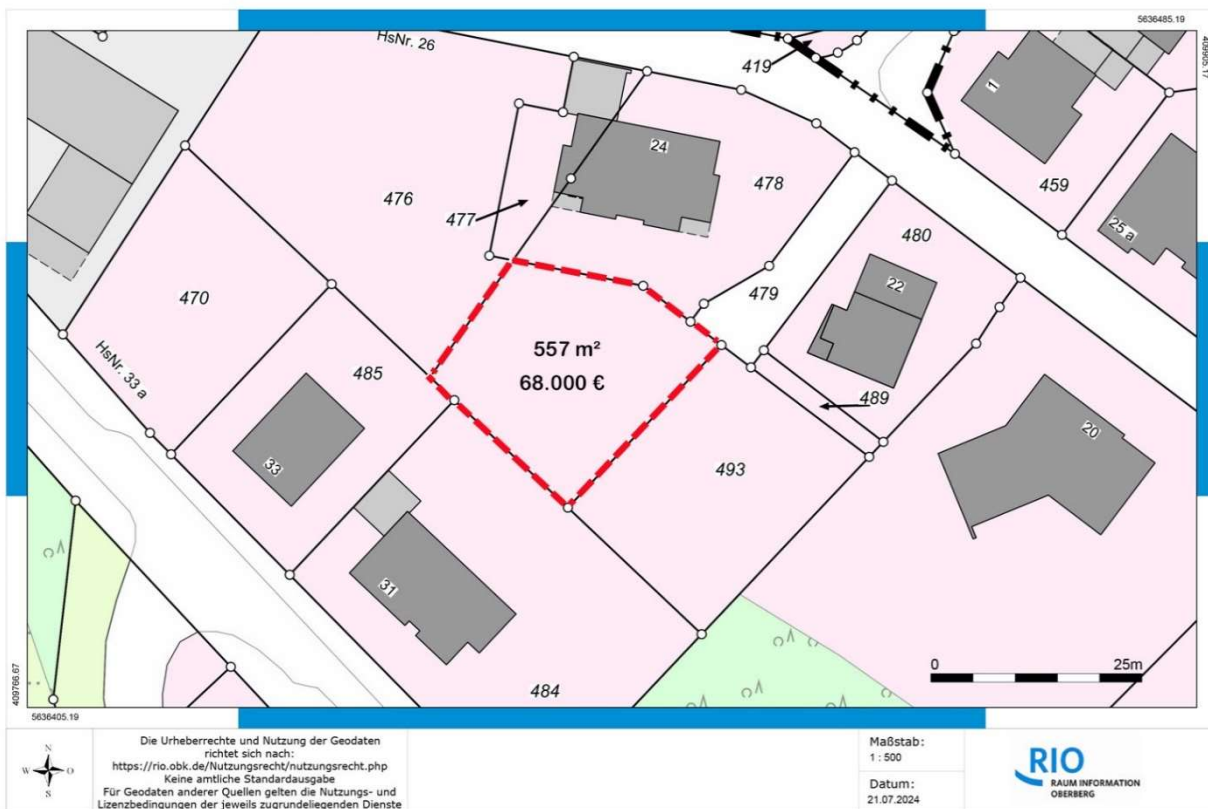 5636485.19
409905.17
HsNr. 26
419
1
24
459
478
476
477
25 a
480
479
22
470
HsNr. 33 a
485
557 m²
68.000 €
489
20
33
493
31
484
0 25m
409766.67
5636405.19
N
W O
S
Die Urheberrechte und Nutzung der Geodaten
richtet sich nach:
https://rio.obk.de/Nutzungsrecht/nutzungsrecht.php
Keine amtliche Standardausgabe
Für Geodaten anderer Quellen gelten die Nutzungs- und
Lizenzbedingungen der jeweils zugrundeliegenden Dienste
Maßstab:
1 : 500
Datum:
21.07.2024
RIO
RAUM INFORMATION
OBERBERG